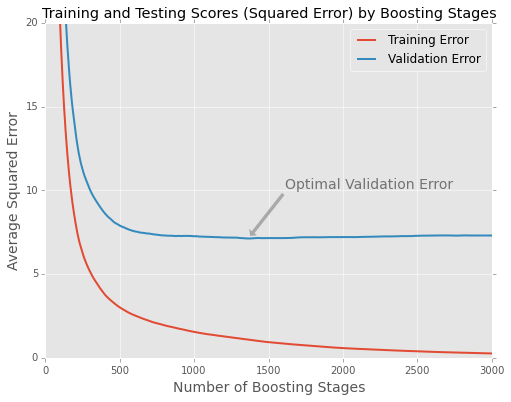 Training and Testing Scores (Squared Error) by Boosting Stages
20
15
10
5
0
Average Squared Error
Training Error
Validation Error
Optimal Validation Error
0 500 1000 1500 2000 2500 3000
Number of Boosting Stages